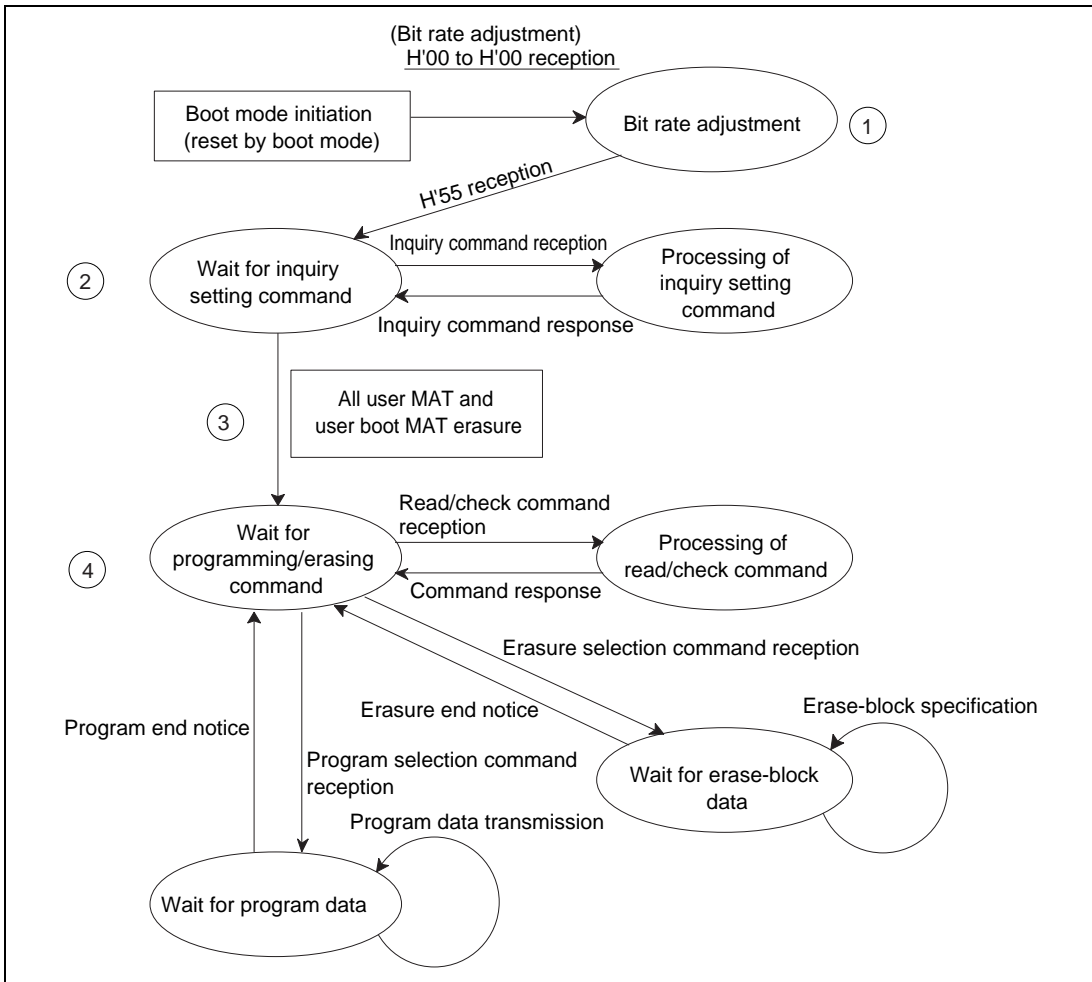 (Bit rate adjustment)
H'00 to H'00 reception
Boot mode initiation
(reset by boot mode)
Bit rate adjustment
1
H'55 reception
2
Wait for inquiry
setting command
Inquiry command reception
Processing of
inquiry setting
command
Inquiry command response
3
All user MAT and
user boot MAT erasure
4
Wait for
programming/erasing
command
Read/check command
reception
Processing of
read/check command
Command response
Erasure selection command reception
Program end notice
Erasure end notice
Erase-block specification
Program selection command
reception
Wait for erase-block
data
Program data transmission
Wait for program data